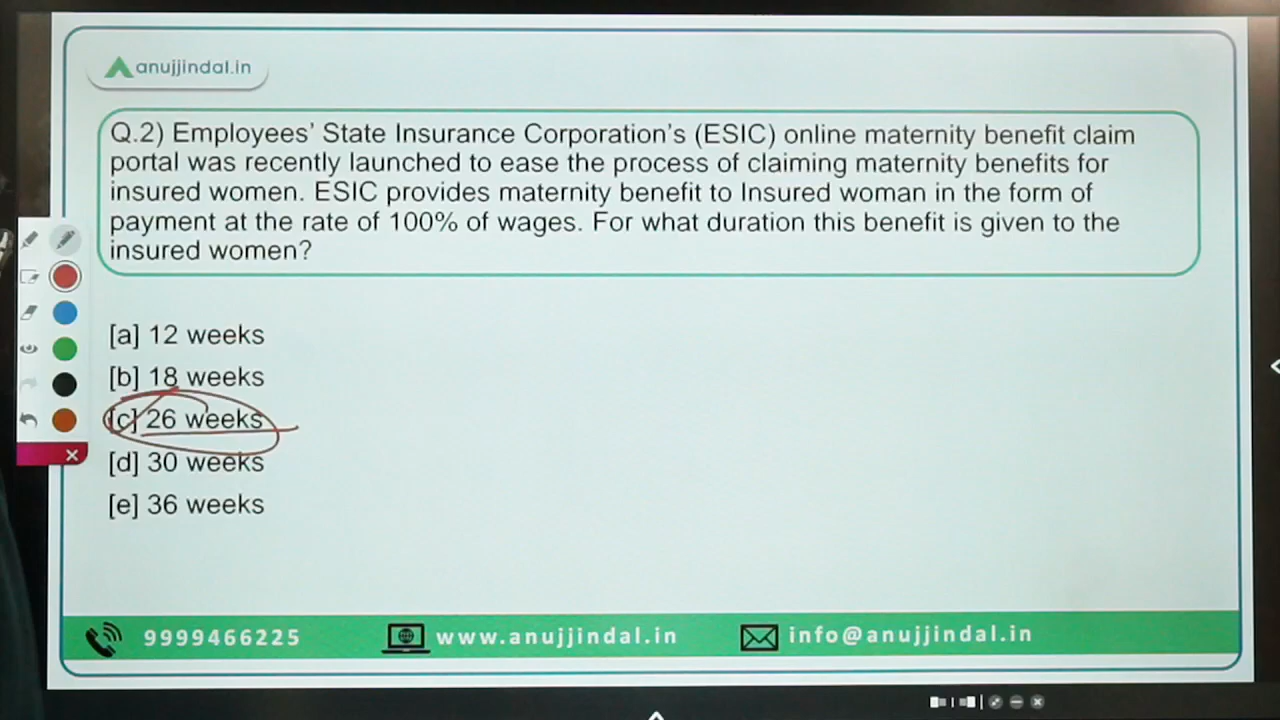 anujjindal.in
Q.2) Employees' State Insurance Corporation's (ESIC) online maternity benefit claim
portal was recently launched to ease the process of claiming maternity benefits for
insured women. ESIC provides maternity benefit to Insured woman in the form of
payment at the rate of 100% of wages. For what duration this benefit is given to the
insured women?
[a] 12 weeks
[b] 18 weeks
[c] 26 weeks
[d] 30 weeks
[e] 36 weeks
9999466225 www.anujjindal.in info@anujjindal.in